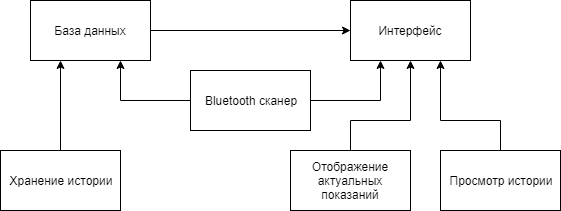 База данных
Интерфейс
Bluetooth сканер
Хранение истории
Отображение
актуальных
показаний
Просмотр истории